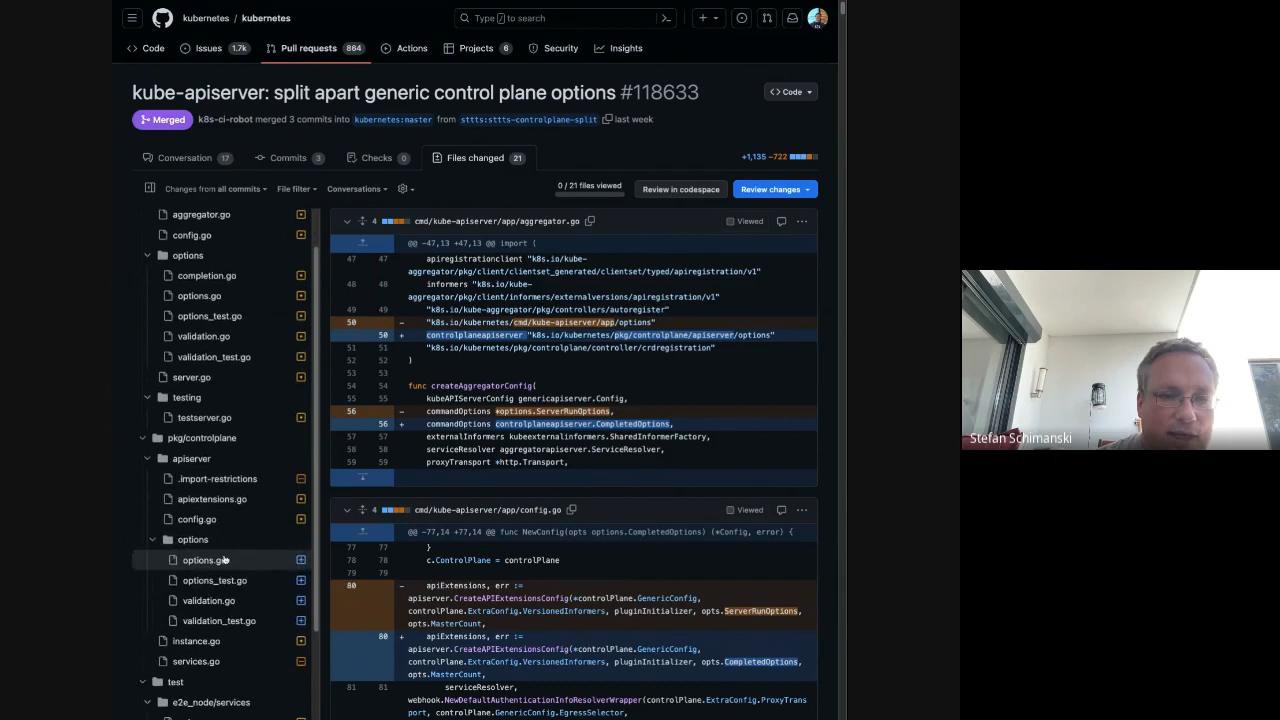 kubernetes / kubernetes
Type / to search
Code
Issues 1.7k
Pull requests 864
Actions
Projects 6
Security
Insights
kube-apiserver: split apart generic control plane options #118633
Code
Merged
k8s-ci-robot merged 3 commits into kubernetes:master from sttts:sttts-controlplane-split last week
Conversation 17
Commits 3
Checks 0
Files changed 21
+1,135 −722
Changes from all commits
File filter
Conversations
0 / 21 files viewed
Review in codespace
Review changes
aggregator.go
config.go
options
completion.go
options.go
options_test.go
validation.go
validation_test.go
server.go
testing
testserver.go
pkg/controlplane
apiserver
.import-restrictions
apiextensions.go
config.go
options
options.go
options_test.go
validation.go
validation_test.go
instance.go
services.go
test
e2e_node/services
4 cmd/kube-apiserver/app/aggregator.go
Viewed
@@ -47,13 +47,13 @@ import (
47 47 apiregistrationclient "k8s.io/kube-
aggregator/pkg/client/clientset_generated/clientset/typed/apiregistration/v1"
48 48 informers "k8s.io/kube-
aggregator/pkg/client/informers/externalversions/apiregistration/v1"
49 49 "k8s.io/kube-aggregator/pkg/controllers/autoregister"
50 - "k8s.io/kubernetes/cmd/kube-apiserver/app/options"
50 + controlplaneapiserver "k8s.io/kubernetes/pkg/controlplane/apiserver/options"
51 51 "k8s.io/kubernetes/pkg/controlplane/controller/crdregistration"
52 52 )
53 53
54 54 func createAggregatorConfig(
55 55 kubeAPIServerConfig genericapiserver.Config,
56 - commandOptions *options.ServerRunOptions,
56 + commandOptions controlplaneapiserver.CompletedOptions,
57 57 externalInformers kubeexternalinformers.SharedInformerFactory,
58 58 serviceResolver aggregatorapiserver.ServiceResolver,
59 59 proxyTransport *http.Transport,
4 cmd/kube-apiserver/app/config.go
Viewed
@@ -77,14 +77,14 @@ func NewConfig(opts options.CompletedOptions) (*Config, error) {
77 77 }
78 78 c.ControlPlane = controlPlane
79 79
80 - apiExtensions, err :=
apiserver.CreateAPIExtensionsConfig(*controlPlane.GenericConfig,
controlPlane.ExtraConfig.VersionedInformers, pluginInitializer, opts.ServerRunOptions,
opts.MasterCount,
80 + apiExtensions, err :=
apiserver.CreateAPIExtensionsConfig(*controlPlane.GenericConfig,
controlPlane.ExtraConfig.VersionedInformers, pluginInitializer, opts.CompletedOptions,
opts.MasterCount,
81 81 serviceResolver,
webhook.NewDefaultAuthenticationInfoResolverWrapper(controlPlane.ExtraConfig.ProxyTrans
port, controlPlane.GenericConfig.EgressSelector,
Stefan Schimanski